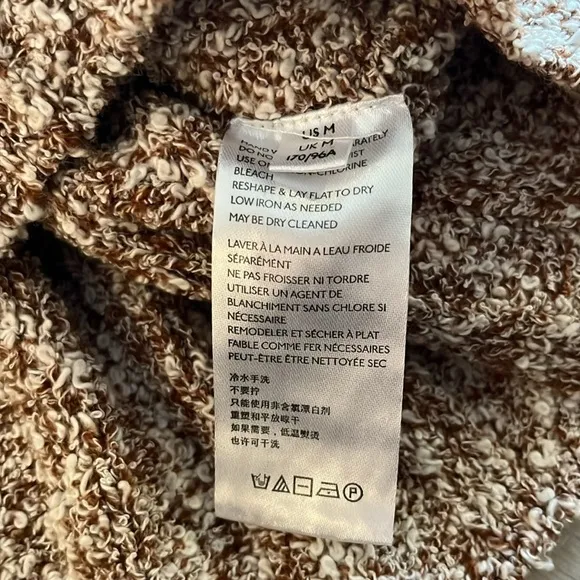 US M
UK M
170/96A
HAND W
DO NO
USE O
BLEACH
RESHAPE & LAY FLAT TO DRY
LOW IRON AS NEEDED
MAY BE DRY CLEANED
LAVER À LA MAIN A LEAU FROIDE
SÉPARÉMENT
NE PAS FROISSER NI TORDRE
UTILISER UN AGENT DE
BLANCHIMENT SANS CHLORE SI
NÉCESSAIRE
REMODELER ET SÉCHER À PLAT
FAIBLE COMME FER NÉCESSAIRES
PEUT-ÊTRE ÊTRE NETTOYÉE SEC
冷水手洗
不要拧
只能使用非含氯漂白剂
重塑和平放晾干
如果需要，低温熨烫
也许可干洗
P